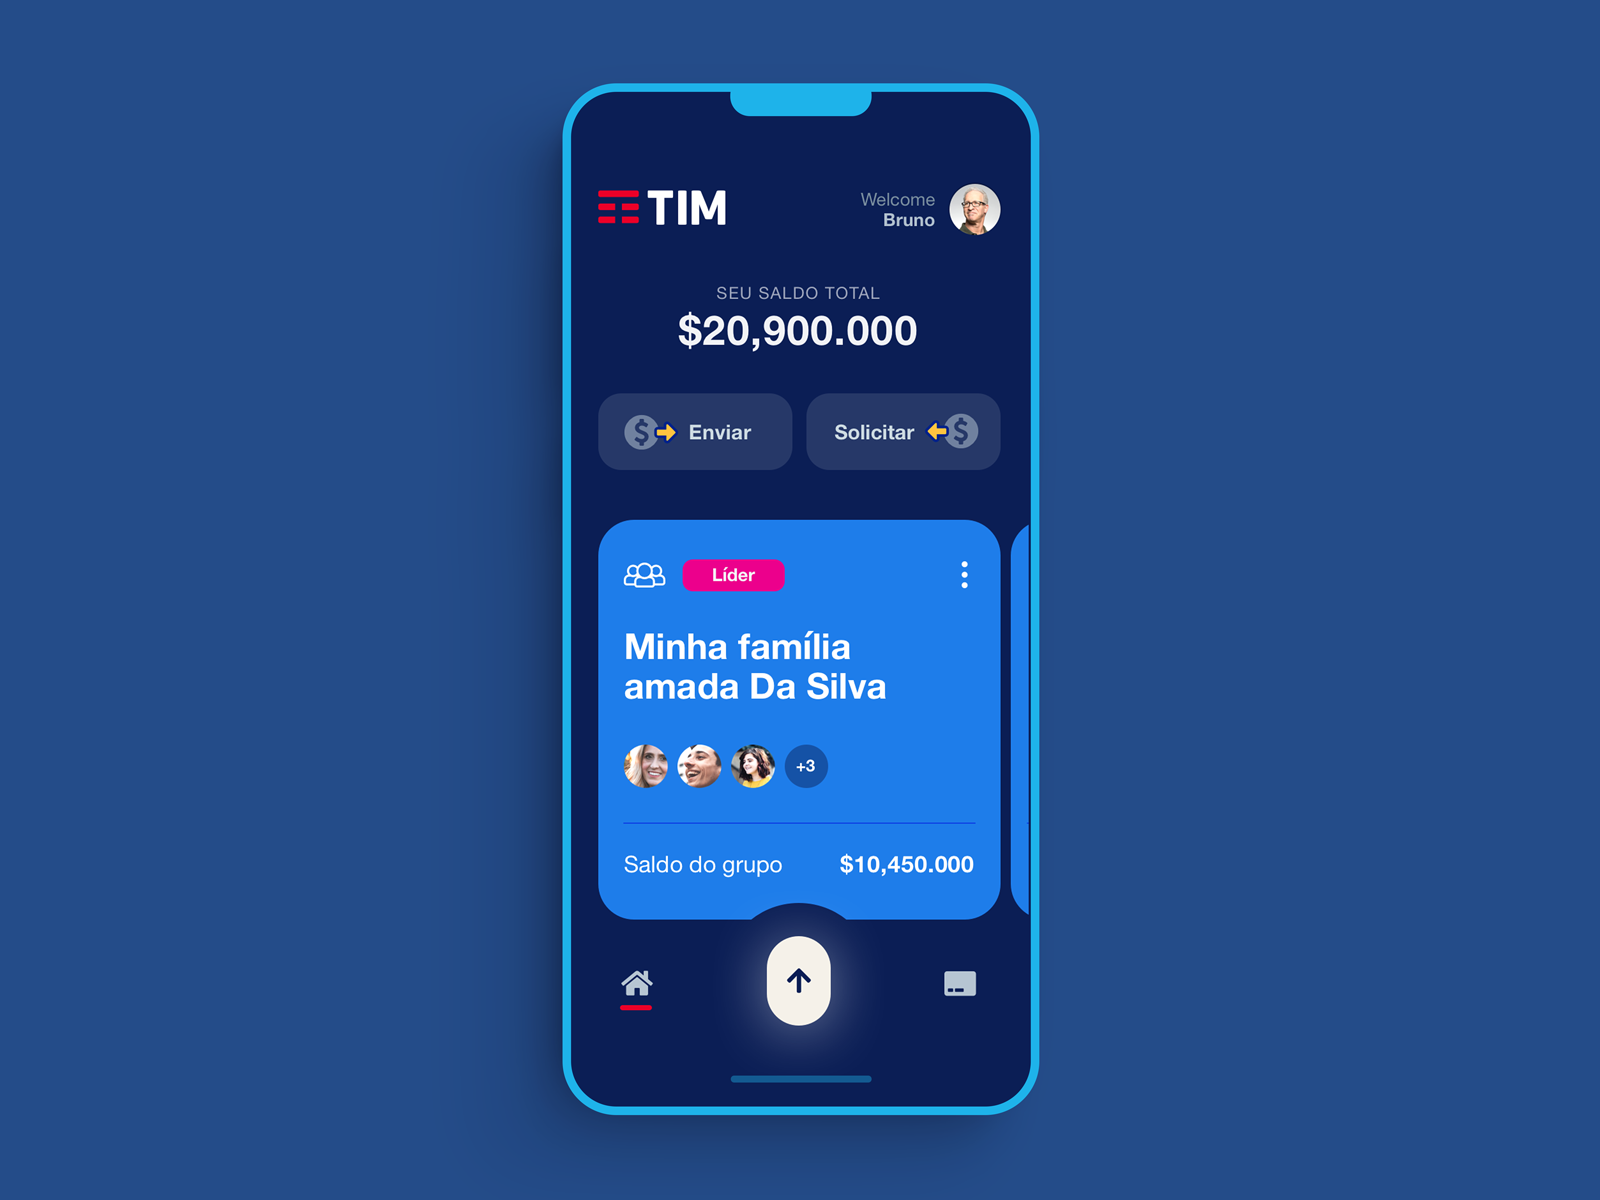 TIM
Welcome
Bruno
SEU SALDO TOTAL
$20,900.000
Enviar
Solicitar
Líder
Minha família
amada Da Silva
+3
Saldo do grupo
$10,450.000